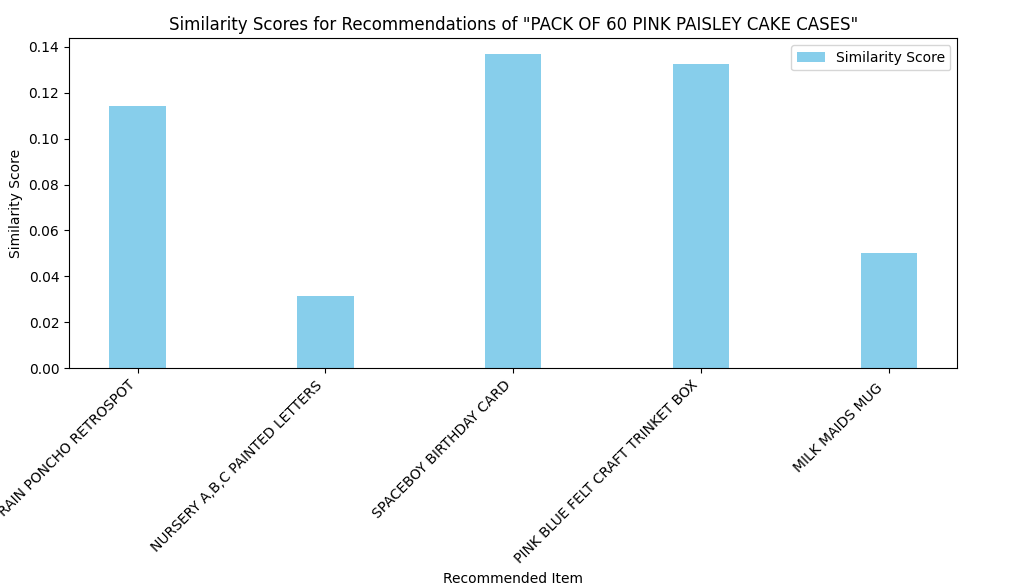 Similarity Scores for Recommendations of "PACK OF 60 PINK PAISLEY CAKE CASES"
Similarity Score
0.14
0.12
0.10
0.08
0.06
0.04
0.02
0.00
Similarity Score
RAIN PONCHO RETROSPOT
NURSERY A,B,C PAINTED LETTERS
SPACEBOY BIRTHDAY CARD
PINK BLUE FELT CRAFT TRINKET BOX
MILK MAIDS MUG
Recommended Item